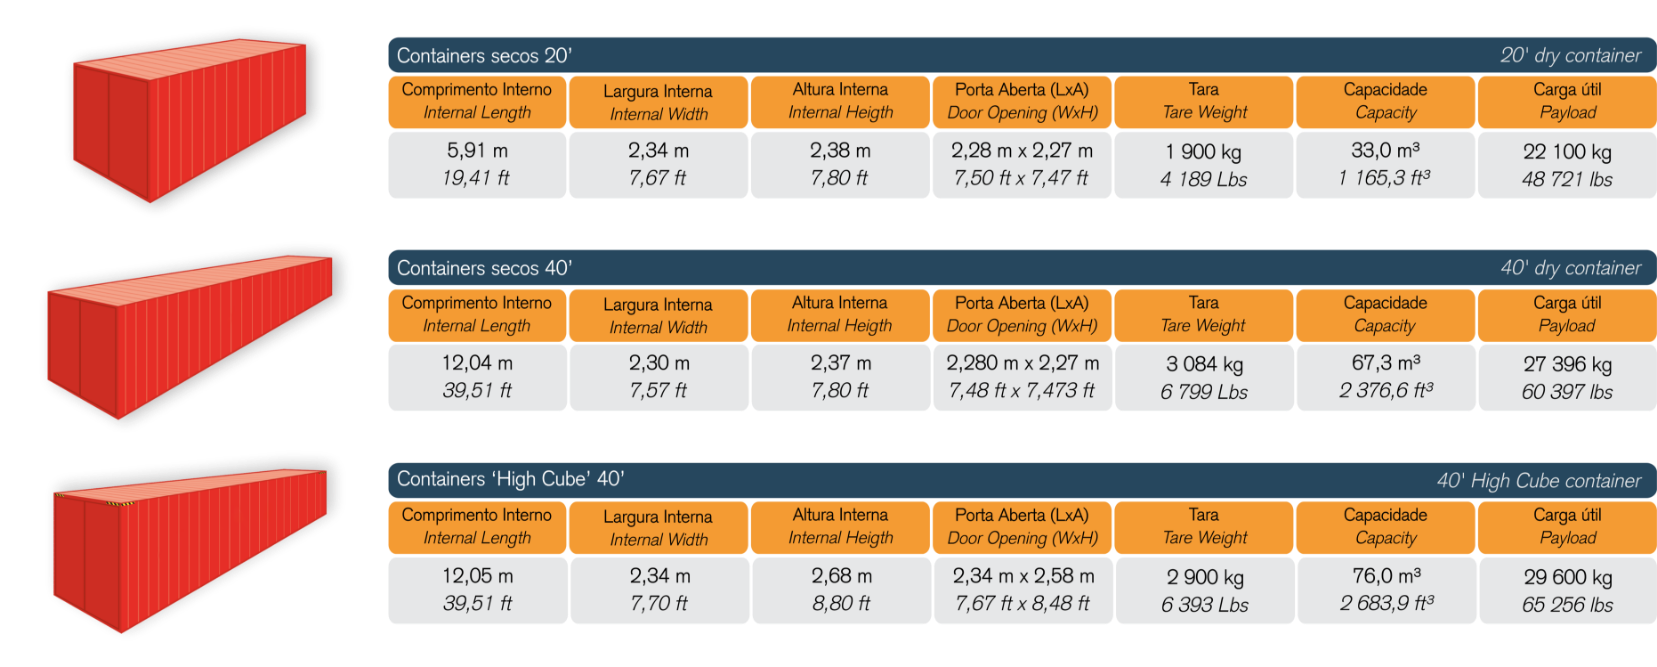 Containers secos 20' 20' dry container
Comprimento Interno Largura Interna Altura Interna Porta Aberta (LxA) Tara Capacidade Carga útil
Internal Length Internal Width Internal Heigth Door Opening (WxH) Tare Weight Capacity Payload
5,91 m 2,34 m 2,38 m 2,28 m x 2,27 m 1 900 kg 33,0 m³ 22 100 kg
19,41 ft 7,67 ft 7,80 ft 7,50 ft x 7,47 ft 4 189 Lbs 1 165,3 ft³ 48 721 lbs
Containers secos 40' 40' dry container
Comprimento Interno Largura Interna Altura Interna Porta Aberta (LxA) Tara Capacidade Carga útil
Internal Length Internal Width Internal Heigth Door Opening (WxH) Tare Weight Capacity Payload
12,04 m 2,30 m 2,37 m 2,280 m x 2,27 m 3 084 kg 67,3 m³ 27 396 kg
39,51 ft 7,57 ft 7,80 ft 7,48 ft x 7,473 ft 6 799 Lbs 2 376,6 ft³ 60 397 lbs
Containers ‘High Cube’ 40' 40' High Cube container
Comprimento Interno Largura Interna Altura Interna Porta Aberta (LxA) Tara Capacidade Carga útil
Internal Length Internal Width Internal Heigth Door Opening (WxH) Tare Weight Capacity Payload
12,05 m 2,34 m 2,68 m 2,34 m x 2,58 m 2 900 kg 76,0 m³ 29 600 kg
39,51 ft 7,70 ft 8,80 ft 7,67 ft x 8,48 ft 6 393 Lbs 2 683,9 ft³ 65 256 lbs